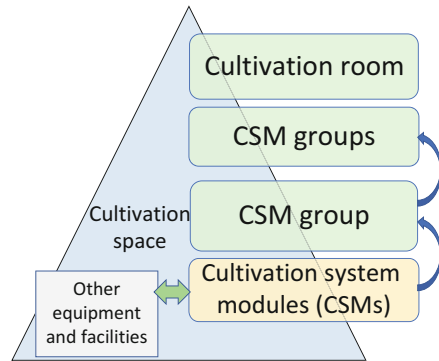 Cultivation room
CSM groups
CSM group
Cultivation
space
Cultivation system
modules (CSMs)
Other
equipment
and facilities